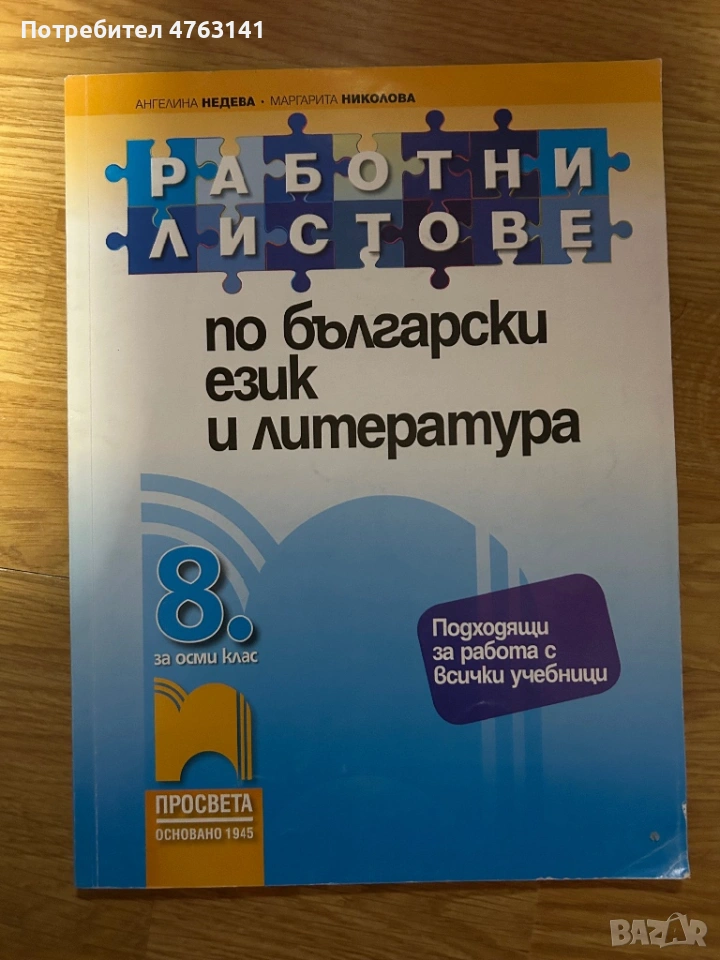 Потребител 4763141
АНГЕЛИНА НЕДЕВА • МАРГАРИТА НИКОЛОВА
РАБОТНИ
ЛИСТОВЕ
по български
език
и литература
8.
за осми клас
Подходящи
за работа с
всички учебници
ПРОСВЕТА
ОСНОВАНО 1945
BAZAR